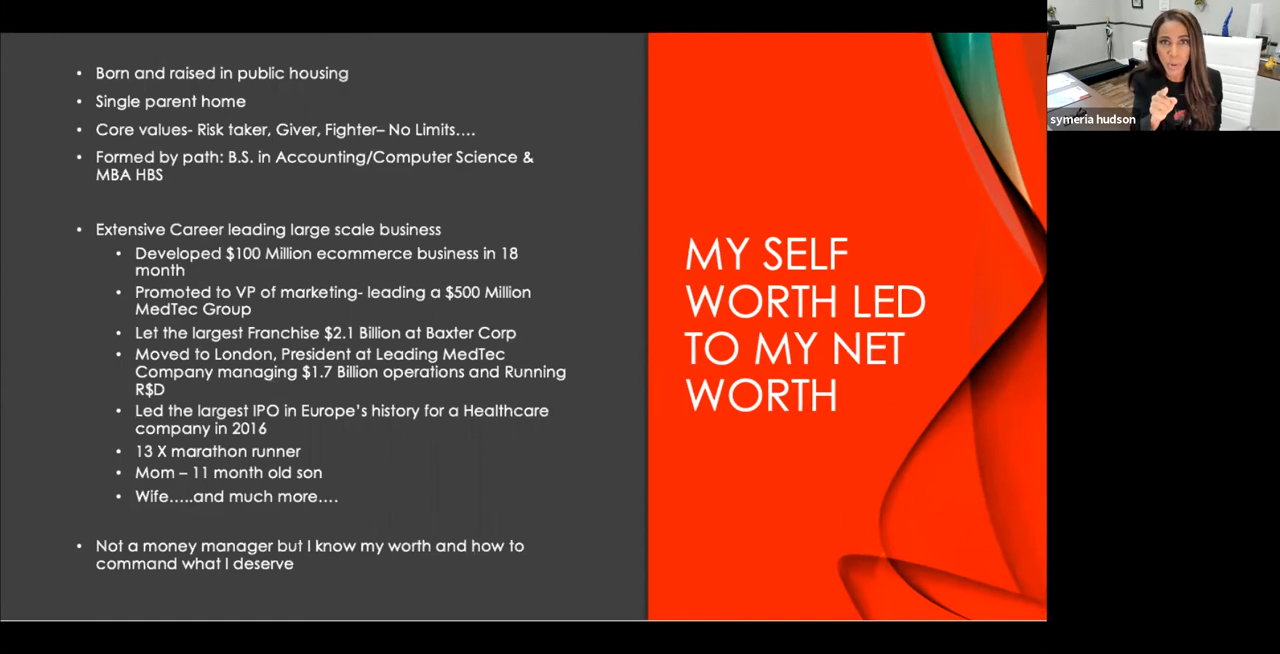 • Born and raised in public housing
• Single parent home
• Core values- Risk taker, Giver, Fighter– No Limits….
• Formed by path: B.S. in Accounting/Computer Science &
MBA HBS
• Extensive Career leading large scale business
• Developed $100 Million ecommerce business in 18
month
• Promoted to VP of marketing- leading a $500 Million
MedTec Group
• Let the largest Franchise $2.1 Billion at Baxter Corp
• Moved to London, President at Leading MedTec
Company managing $1.7 Billion operations and Running
R$D
• Led the largest IPO in Europe’s history for a Healthcare
company in 2016
• 13 X marathon runner
• Mom – 11 month old son
• Wife…..and much more….
• Not a money manager but I know my worth and how to
command what I deserve
MY SELF
WORTH LED
TO MY NET
WORTH
symeria hudson